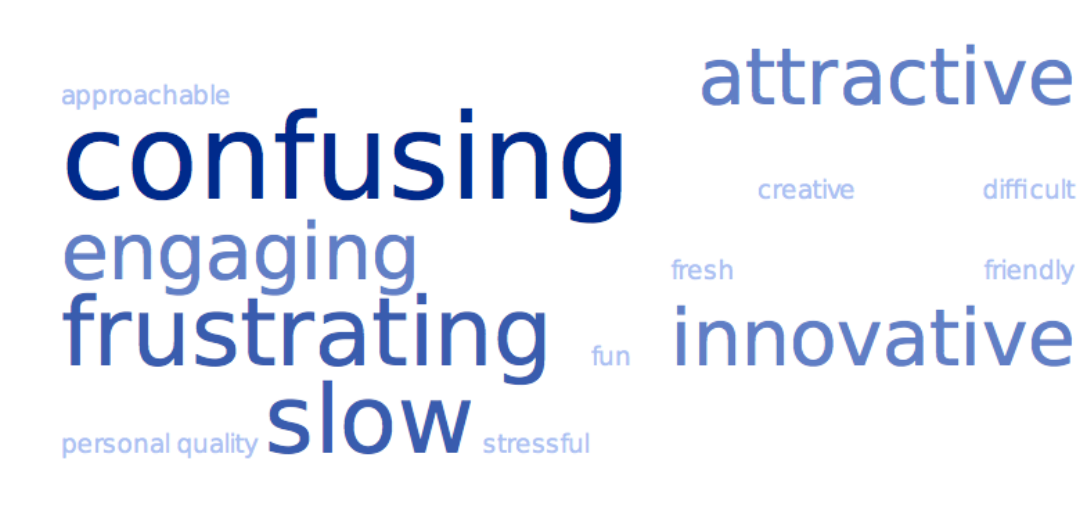 approachable attractive
confusing creative difficult
engaging fresh friendly
frustrating fun innovative
personal quality slow stressful